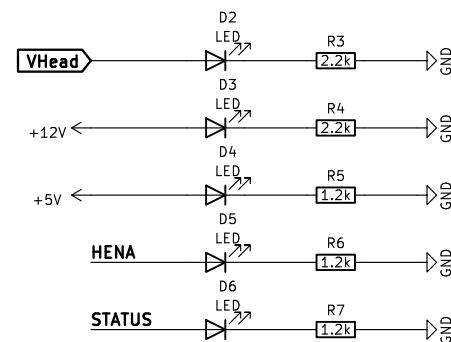 D2
LED
R3
VHead
2.2k
GND
D3
LED
R4
+12V
2.2k
GND
D4
LED
R5
+5V
1.2k
GND
D5
LED
R6
HENA
1.2k
GND
D6
LED
R7
STATUS
1.2k
GND